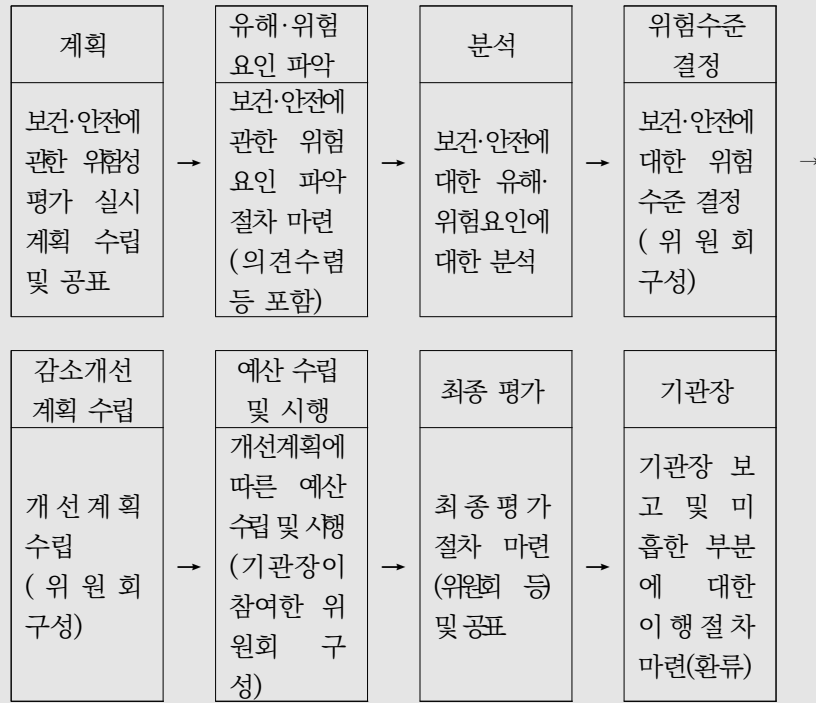 계획
보건·안전에
관한 위험성
평가 실시
계획 수립
및 공표
→
유해·위험
요인 파악
보건·안전에
관한 위험
요인 파악
절차 마련
(의견수렴
등 포함)
→
분석
보건·안전에
대한 유해·
위험요인에
대한 분석
→
위험수준
결정
보건·안전에
대한 위험
수준 결정
(위원회
구성)
→
감소개선
계획 수립
개선계획
수립
(위원회
구성)
→
예산 수립
및 시행
개선계획에
따른 예산
수립 및 시행
(기관장이
참여한 위
원회 구
성)
→
최종 평가
최종평가
절차 마련
(위원회 등)
및 공표
→
기관장
기관장 보
고 및 미
흡한 부분
에 대한
이행절차
마련(환류)